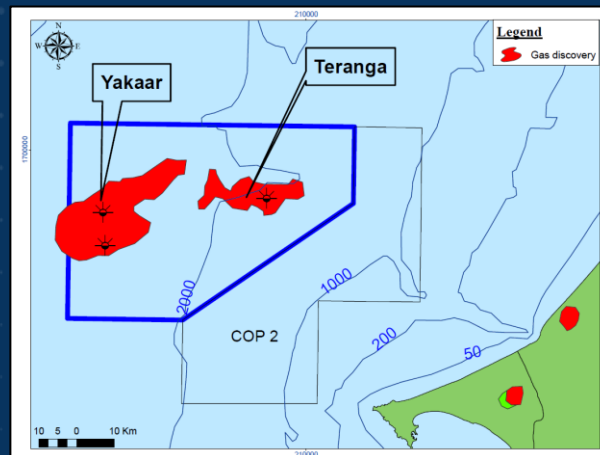 210000
N
W E
S
Legend
Gas discovery
Yakaar
Teranga
1700000
2000
1000
200
50
COP 2
10 5 0 10 Km
210000